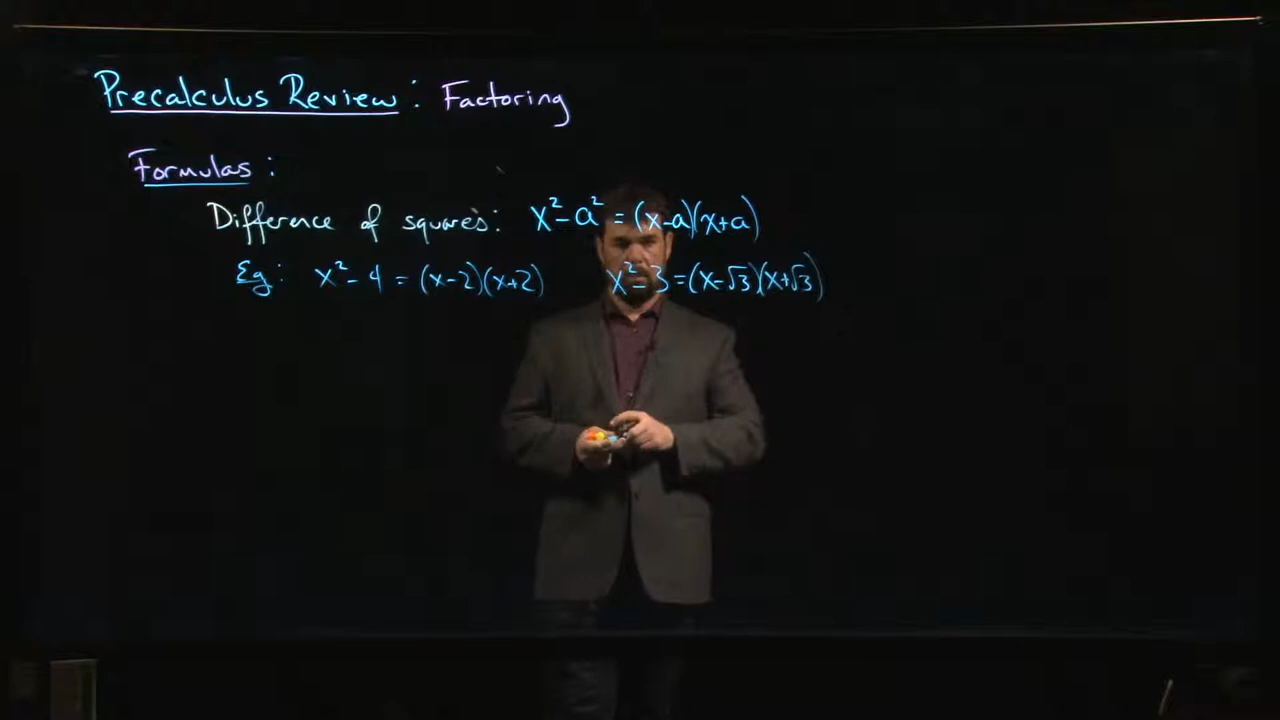 Precalculus Review: Factoring
Formulas:
Difference of squares: x² - a² = (x-a)(x+a)
Eg: x² - 4 = (x-2)(x+2) x² - 3 = (x-√3)(x+√3)